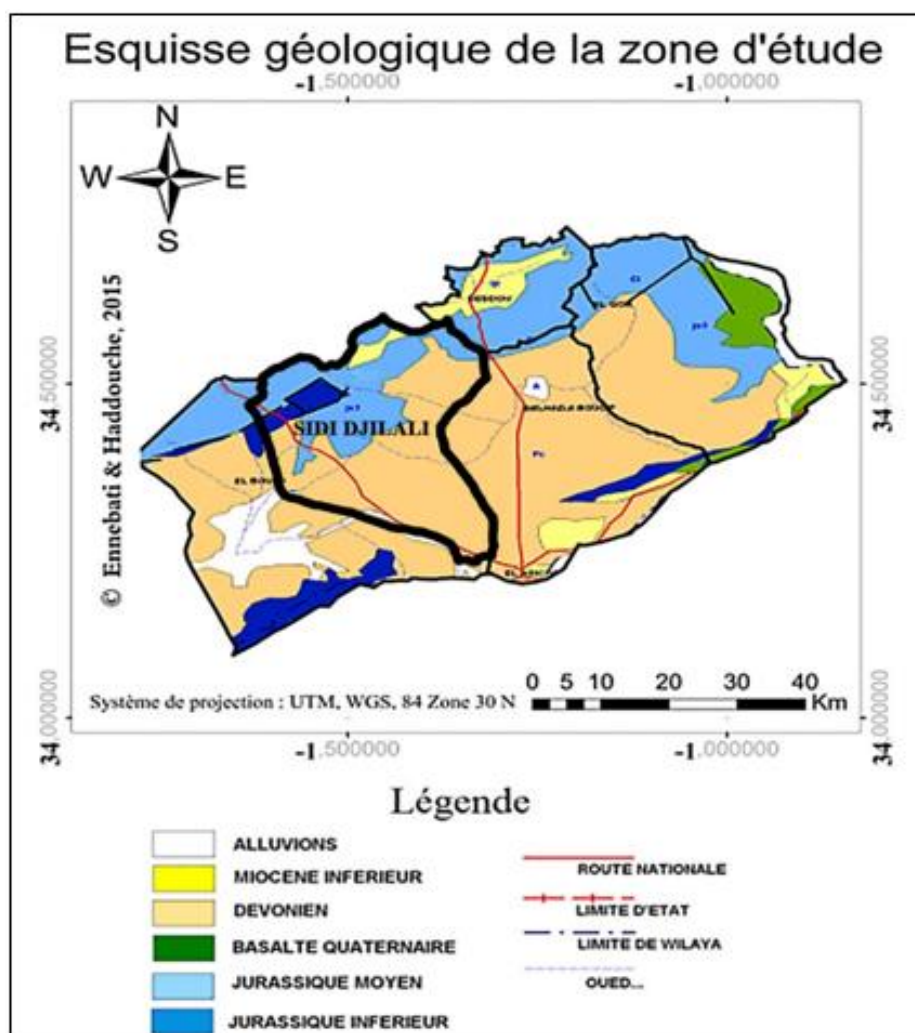 Esquisse géologique de la zone d'étude
-1,500000 -1,000000
N
W E
S
© Ennebati & Haddouche, 2015
34,500000 34,500000
SEBDOU
EL GOR
SIDI DJILALI
EL BOUIHI
EL ARICHA
34,000000 34,000000
Système de projection : UTM, WGS, 84 Zone 30 N
0 5 10 20 30 40
Km
-1,500000 -1,000000
Légende
ALLUVIONS
MIOCENE INFERIEUR
DEVONIEN
BASALTE QUATERNAIRE
JURASSIQUE MOYEN
JURASSIQUE INFERIEUR
ROUTE NATIONALE
LIMITE D'ETAT
LIMITE DE WILAYA
OUED...